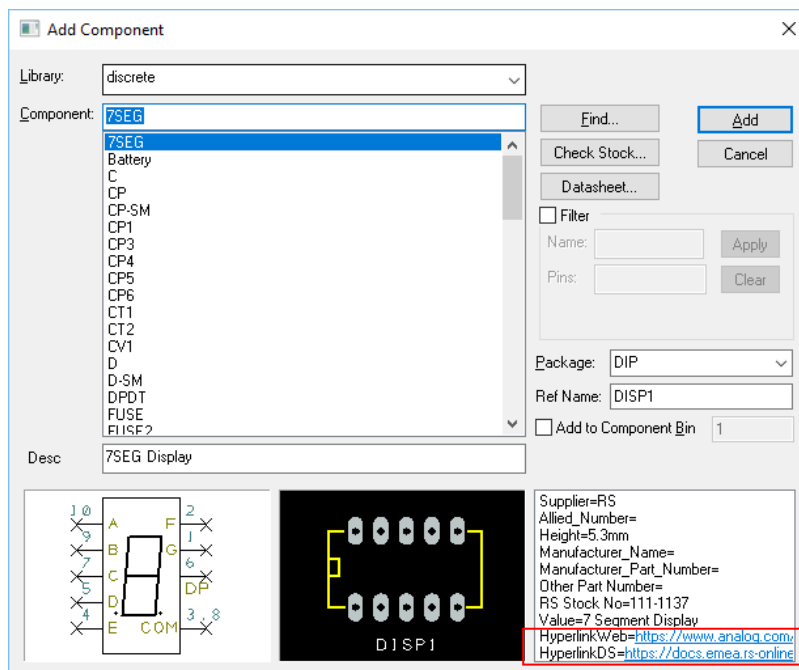 Add Component
Library:
discrete
Component:
7SEG
7SEG
Battery
C
CP
CP-SM
CP1
CP3
CP4
CP5
CP6
CT1
CT2
CV1
D
D-SM
DPDT
FUSE
FUSE2
Find...
Add
Check Stock...
Cancel
Datasheet...
Filter
Name:
Apply
Pins:
Clear
Package:
DIP
Ref Name:
DISP1
Add to Component Bin
1
Desc
7SEG Display
10 A F 2
9 B G 1
7 C DP 6
5 D
4 E COM 3,8
DISP1
Supplier=RS
Allied_Number=
Height=5.3mm
Manufacturer_Name=
Manufacturer_Part_Number=
Other Part Number=
RS Stock No=111-1137
Value=7 Segment Display
HyperlinkWeb=https://www.analog.com/
HyperlinkDS=https://docs.emea.rs-online